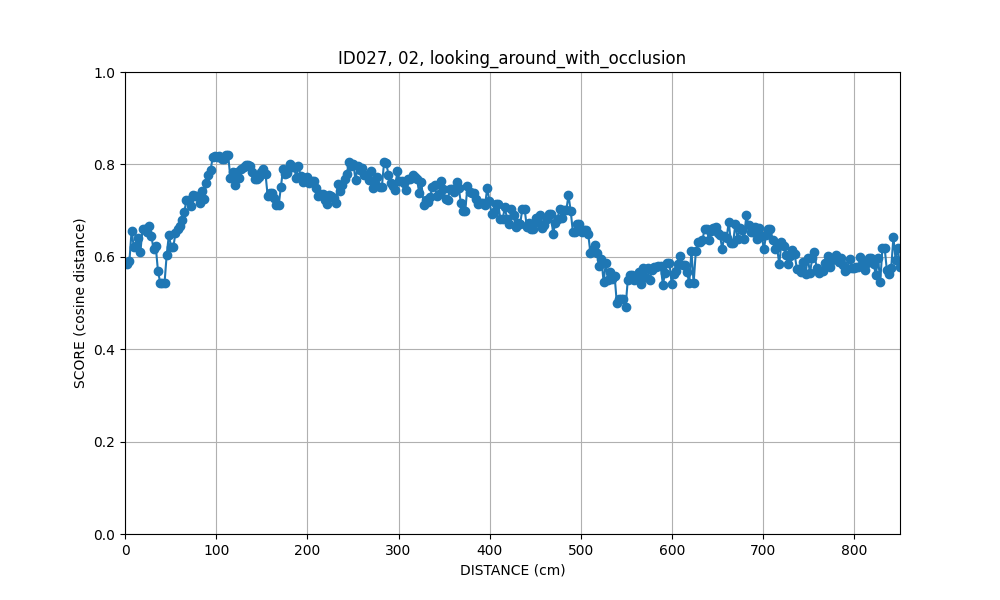 ID027, 02, looking_around_with_occlusion
SCORE (cosine distance)
1.0
0.8
0.6
0.4
0.2
0.0
0 100 200 300 400 500 600 700 800
DISTANCE (cm)